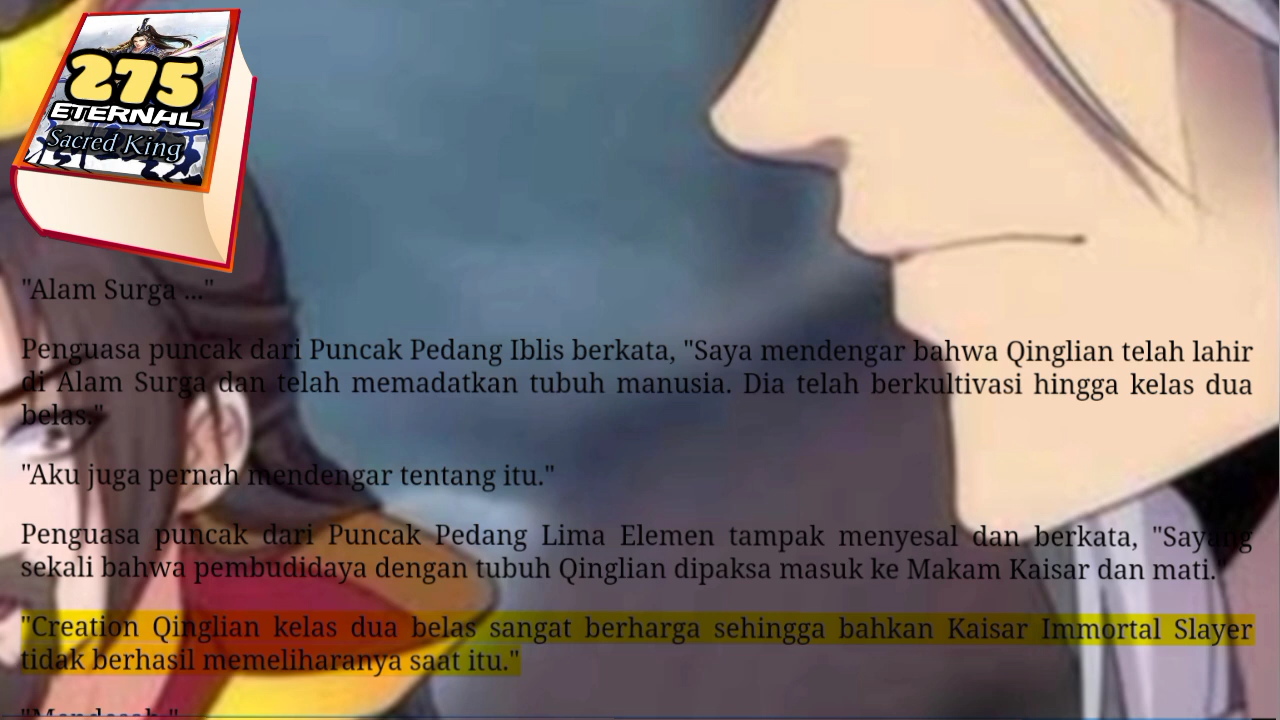 275
ETERNAL
Sacred King
"Alam Surga ..."
Penguasa puncak dari Puncak Pedang Iblis berkata, "Saya mendengar bahwa Qinglian telah lahir
di Alam Surga dan telah memadatkan tubuh manusia. Dia telah berkultivasi hingga kelas dua
belas."
"Aku juga pernah mendengar tentang itu."
Penguasa puncak dari Puncak Pedang Lima Elemen tampak menyesal dan berkata, "Sayang
sekali bahwa pembudidaya dengan tubuh Qinglian dipaksa masuk ke Makam Kaisar dan mati.
"Creation Qinglian kelas dua belas sangat berharga sehingga bahkan Kaisar Immortal Slayer
tidak berhasil memeliharanya saat itu."
"Mendesah."